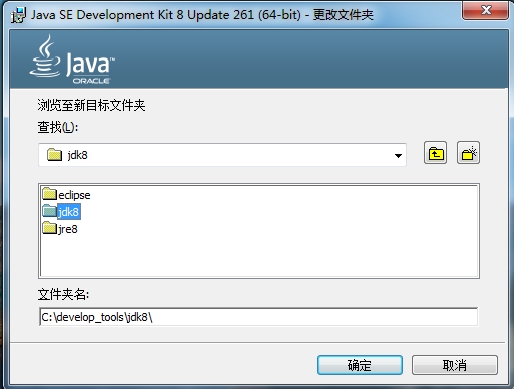 Java SE Development Kit 8 Update 261 (64-bit) - 更改文件夹
Java™
ORACLE
浏览至新目标文件夹
查找(L):
jdk8
eclipse
jdk8
jre8
文件夹名:
C:\develop_tools\jdk8\
确定
取消